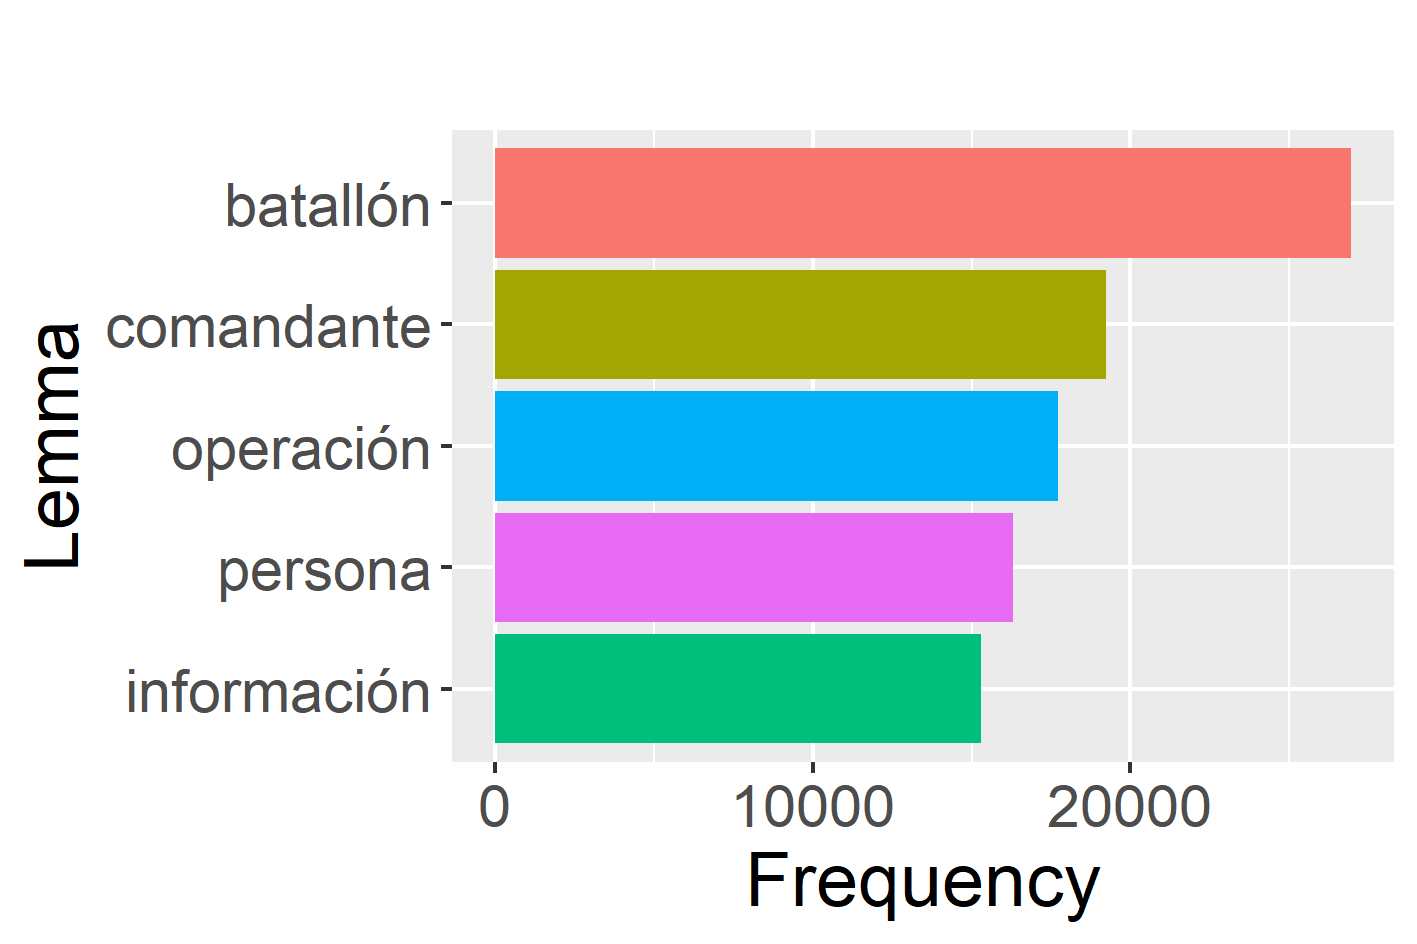 batallón
comandante
operación
persona
información
Lemma
0 10000 20000
Frequency